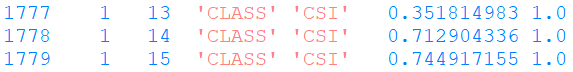 1777 1 13 'CLASS' 'CSI' 0.351814983 1.0
1778 1 14 'CLASS' 'CSI' 0.712904336 1.0
1779 1 15 'CLASS' 'CSI' 0.744917155 1.0